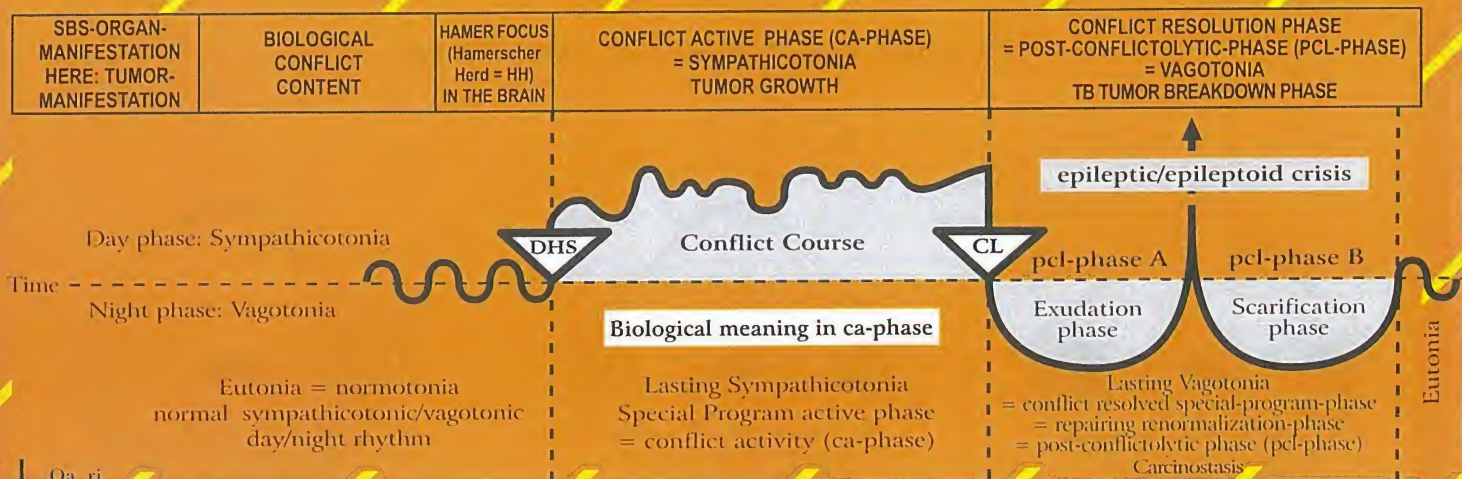 SBS-ORGAN-
MANIFESTATION
HERE: TUMOR-
MANIFESTATION
BIOLOGICAL
CONFLICT
CONTENT
HAMER FOCUS
(Hamerscher
Herd = HH)
IN THE BRAIN
CONFLICT ACTIVE PHASE (CA-PHASE)
= SYMPATHICOTONIA
TUMOR GROWTH
CONFLICT RESOLUTION PHASE
= POST-CONFLICTOLYTIC-PHASE (PCL-PHASE)
= VAGOTONIA
TB TUMOR BREAKDOWN PHASE
epileptic/epileptoid crisis
Day phase: Sympathicotonia
DHS
Conflict Course
CL
pcl-phase A
pcl-phase B
Time
Night phase: Vagotonia
Exudation
phase
Scarification
phase
Biological meaning in ca-phase
Eutonia = normotonia
normal sympathicotonic/vagotonic
day/night rhythm
Lasting Sympathicotonia
Special Program active phase
= conflict activity (ca-phase)
Lasting Vagotonia
= conflict resolved special-program-phase
= repairing renormalization-phase
= post-conflictolytic phase (pcl-phase)
Carcinostasis
Eutonia